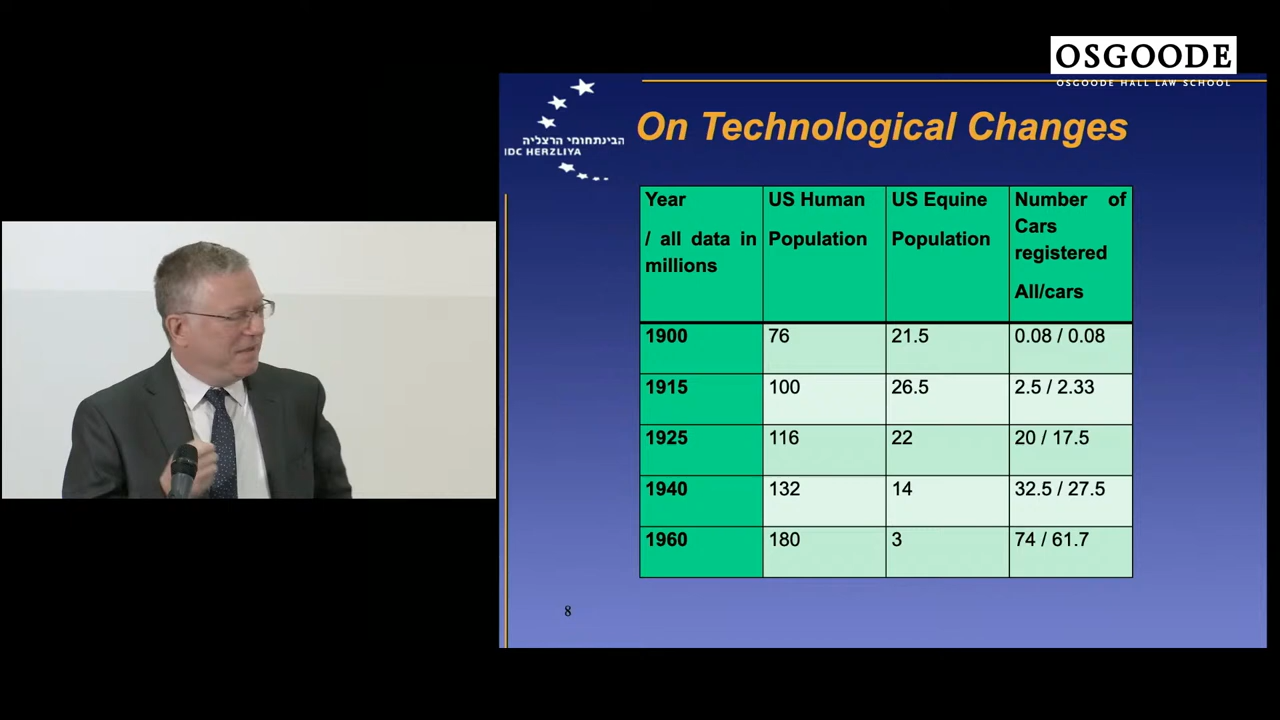 OSGOODE
OSGOODE HALL LAW SCHOOL
הבינתחומי הרצליה
IDC HERZLIYA
On Technological Changes
Year
/ all data in
millions
US Human
Population
US Equine
Population
Number of
Cars
registered
All/cars
1900 76 21.5 0.08 / 0.08
1915 100 26.5 2.5 / 2.33
1925 116 22 20 / 17.5
1940 132 14 32.5 / 27.5
1960 180 3 74 / 61.7
8